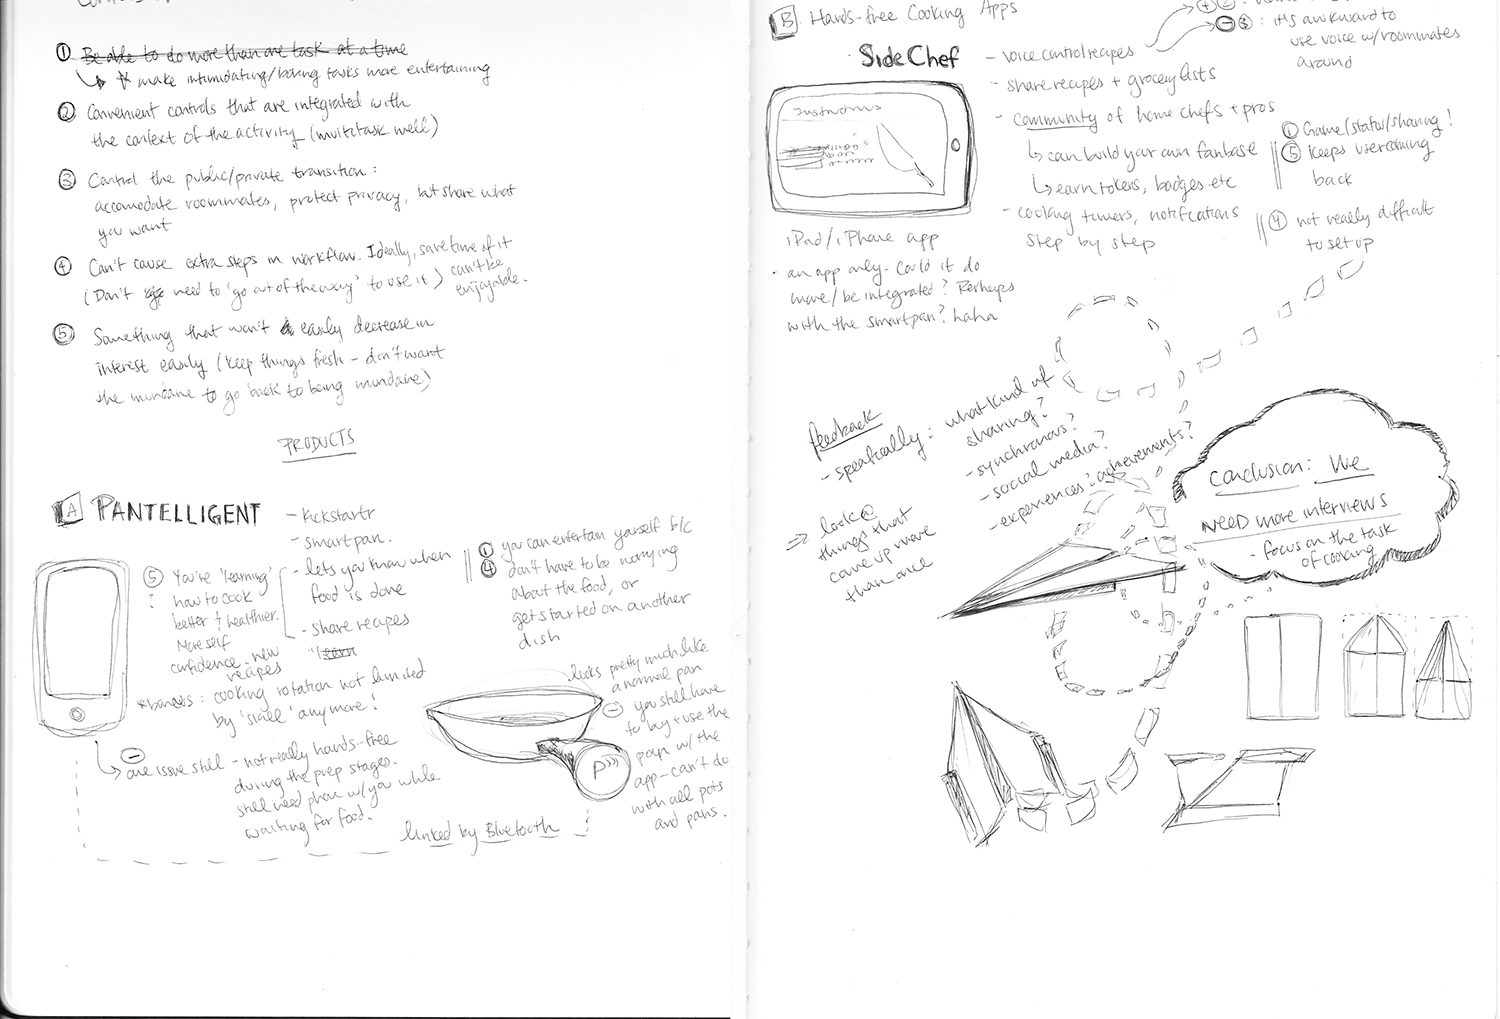 ① Be able to do more than one task at a time
↳ * make intimidating/boring tasks more entertaining
② Convenient controls that are integrated with
the context of the activity (multitask well)
③ Control the public/private transition:
accomodate roommates, protect privacy, but share what
you want
④ Can't cause extra steps in workflow. Ideally, save time if it
(Don't need to 'go out of the way' to use it) can't be
enjoyable.
⑤ Something that won't easily decrease in
interest easily (keep things fresh - don't want
the mundane to go back to being mundane)
PRODUCTS
A PANTELLIGENT
- kickstartr
- smartpan.
- lets you know when
food is done
- share recipes
"learn
⑤ You're 'learning'
? how to cook
better & healthier.
More self
confidence - new
recipes
① you can entertain yourself b/c
④ don't have to be worrying
about the food, or
get started on another
dish
: cooking rotation not limited
by 'skill' anymore!
⊖
↳ one issue still - not really hands-free
during the prep stages.
still need phone w/you while
waiting for food.
looks pretty much like
a normal pan
⊖ you still have
to buy + use the
pan w/ the
app - can't do
with all pots
and pans.
P
linked by Bluetooth
B Hands-free Cooking Apps
· SideChef
- voice control recipes
⊖ ③ : it's awkward to
use voice w/roommates
around
- share recipes + grocery lists
- community of home chefs + pros
↳ can build your own fanbase
↳ earn tokens, badges etc
① Game/status/sharing!
⑤ keeps user coming
back
- cooking timers, notifications
step by step
④ not really difficult
to set up
Instructions
iPad/iPhone app
- an app only - could it do
more/be integrated? Perhaps
with the smartpan? haha
feedback
- specifically: what kind of
sharing?
- synchronous?
- social media?
- experiences? achievements?
=> look @
things that
came up more
than once
Conclusion: We
NEED more interviews
- focus on the task
of cooking